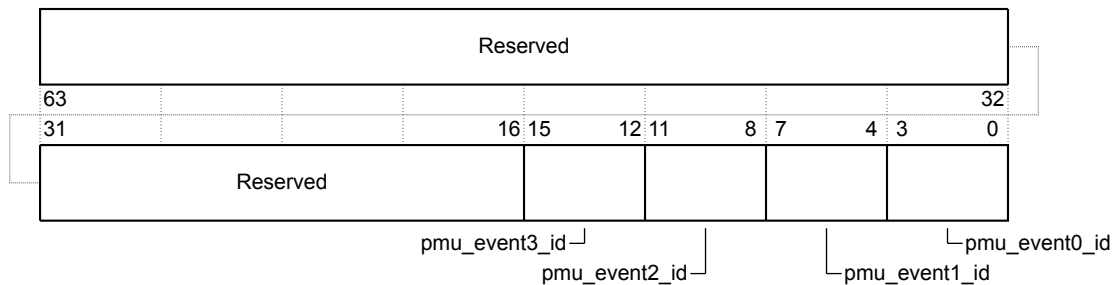 Reserved
63 32
31 16 15 12 11 8 7 4 3 0
Reserved
pmu_event3_id pmu_event0_id
pmu_event2_id pmu_event1_id